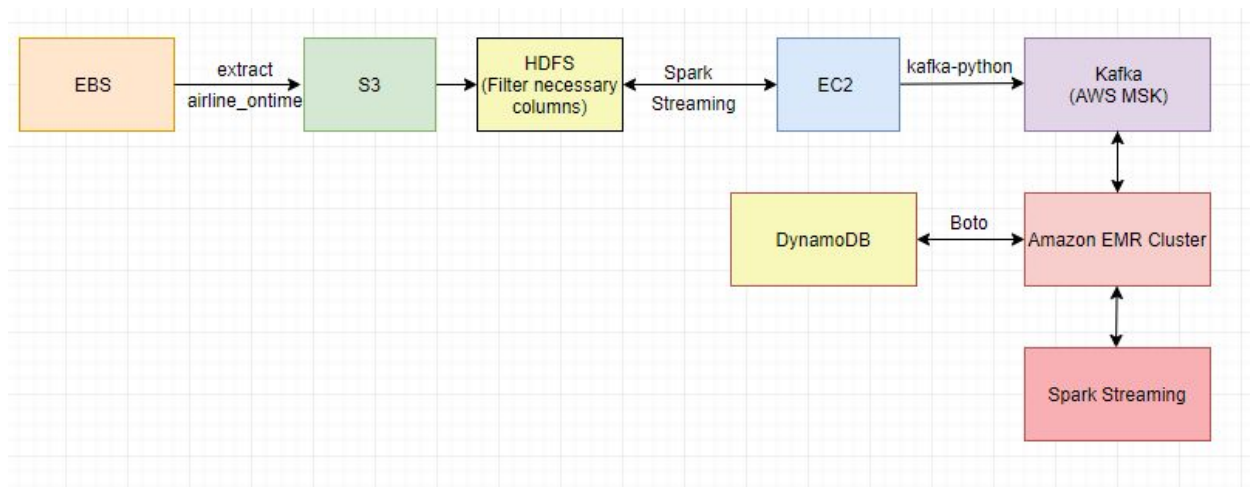 EBS
extract
airline_ontime
S3
HDFS
(Filter necessary
columns)
Spark
Streaming
EC2
kafka-python
Kafka
(AWS MSK)
DynamoDB
Boto
Amazon EMR Cluster
Spark Streaming